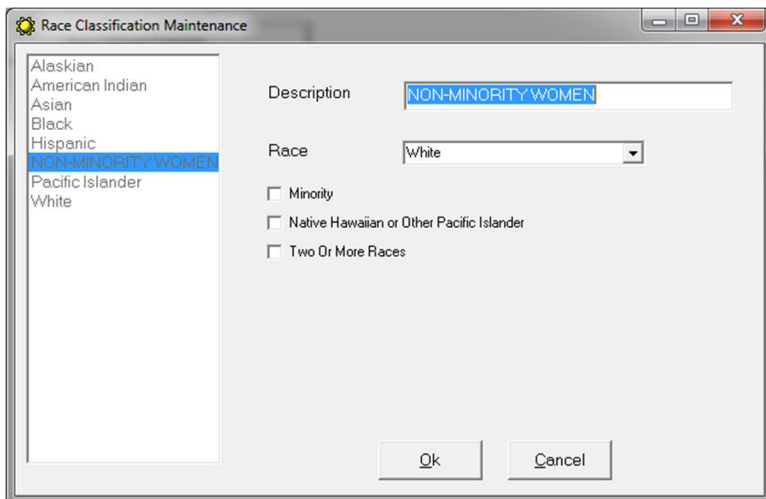 Race Classification Maintenance
Alaskian
American Indian
Asian
Black
Hispanic
NON-MINORITY WOMEN
Pacific Islander
White
Description
NON-MINORITY WOMEN
Race
White
Minority
Native Hawaiian or Other Pacific Islander
Two Or More Races
Ok
Cancel